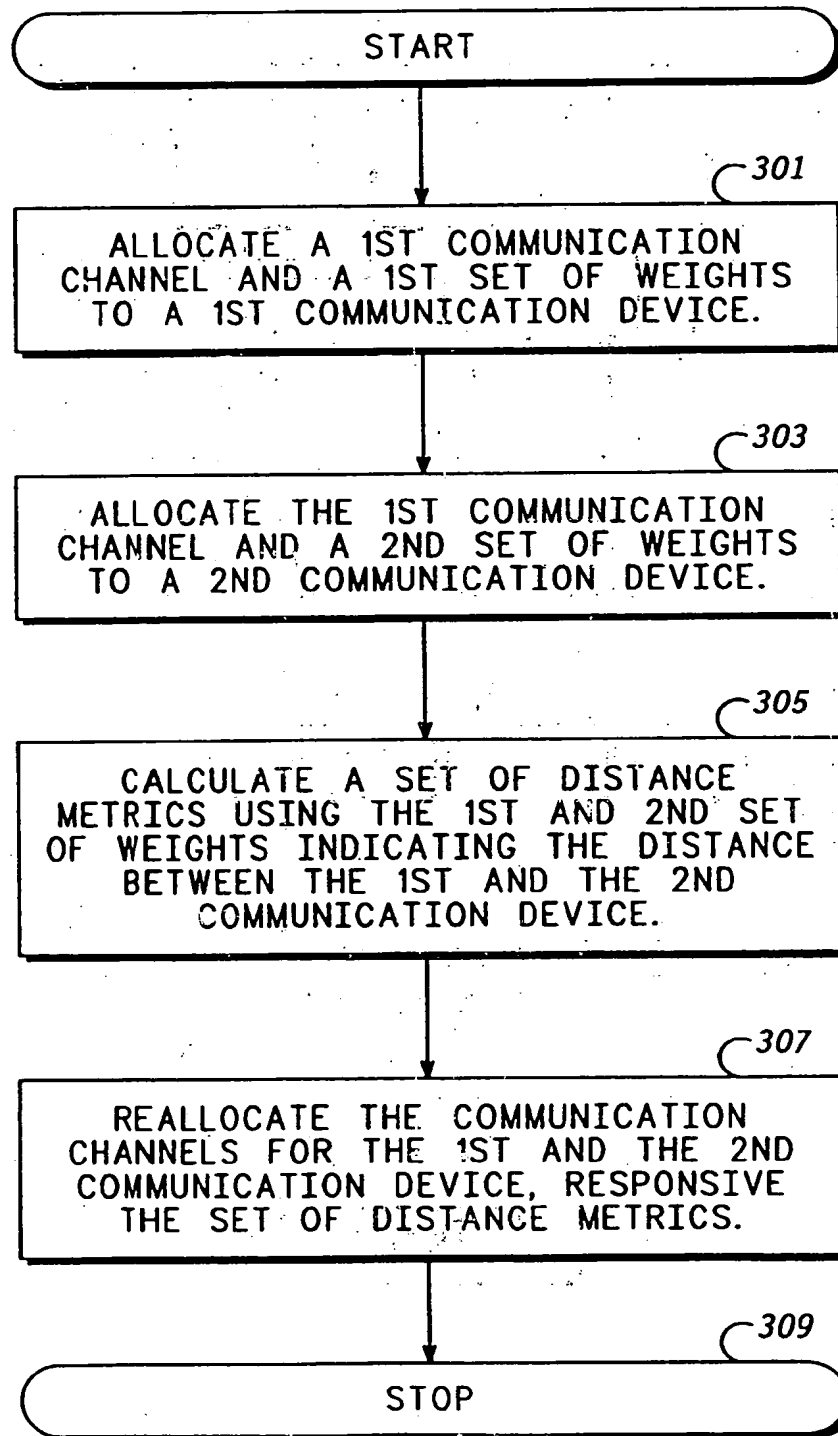 START
301
ALLOCATE A 1ST COMMUNICATION
CHANNEL AND A 1ST SET OF WEIGHTS
TO A 1ST COMMUNICATION DEVICE.
303
ALLOCATE THE 1ST COMMUNICATION
CHANNEL AND A 2ND SET OF WEIGHTS
TO A 2ND COMMUNICATION DEVICE.
305
CALCULATE A SET OF DISTANCE
METRICS USING THE 1ST AND 2ND SET
OF WEIGHTS INDICATING THE DISTANCE
BETWEEN THE 1ST AND THE 2ND
COMMUNICATION DEVICE.
307
REALLOCATE THE COMMUNICATION
CHANNELS FOR THE 1ST AND THE 2ND
COMMUNICATION DEVICE, RESPONSIVE
THE SET OF DISTANCE METRICS.
309
STOP